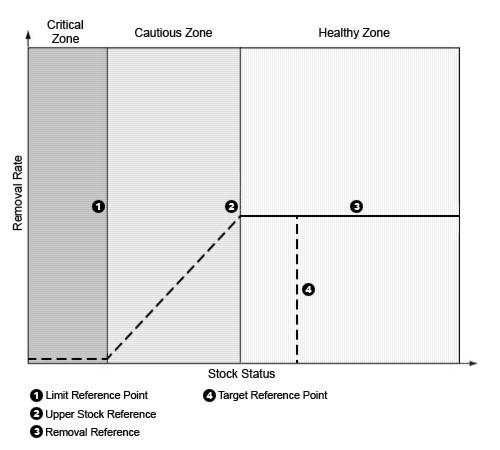 Critical
Zone
Cautious Zone
Healthy Zone
Removal Rate
1
2
3
4
Stock Status
1 Limit Reference Point
4 Target Reference Point
2 Upper Stock Reference
3 Removal Reference